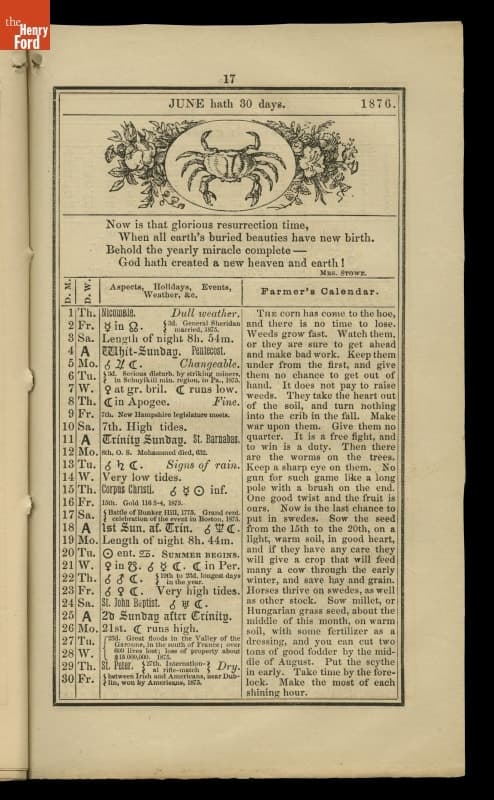 the
Henry
Ford
17
JUNE hath 30 days. 1876.
Now is that glorious resurrection time,
When all earth's buried beauties have new birth.
Behold the yearly miracle complete—
God hath created a new heaven and earth!
Mrs. Stowe.
D. M. D. W. Aspects, Holidays, Events, Weather, &c. Farmer's Calendar.
1 Th. Nicomede. Dull weather.
2 Fr. ☿ in ☊. {3d. General Sheridan married, 1875.
3 Sa. Length of night 8h. 54m.
4 A Whit-Sunday. Pentecost.
5 Mo. ☌ ♃ ☾. Changeable.
6 Tu. {3d. Serious disturb. by striking miners, in Schuylkill min. region, in Pa., 1875.
7 W. ♀ at gr. bril. ☾ runs low.
8 Th. ☾ in Apogee. Fine.
9 Fr. 7th. New Hampshire legislature meets.
10 Sa. 7th. High tides.
11 A Trinity Sunday. St. Barnabas.
12 Mo. 8th, O. S. Mohammed died, 632.
13 Tu. ☌ ♄ ☾. Signs of rain.
14 W. Very low tides.
15 Th. Corpus Christi. ☌ ☿ ☉ inf.
16 Fr. 15th. Gold 116 3-4, 1875.
17 Sa. {Battle of Bunker Hill, 1775. Grand cent. celebration of the event in Boston, 1875.
18 A 1st Sun. af. Trin. ☌ ♆ ☾.
19 Mo. Length of night 8h. 44m.
20 Tu. ☉ ent. ♋. Summer begins.
21 W. ☿ in ☋. ☌ ☿ ☾. ☾ in Per.
22 Th. ☌ ♂ ☾. {19th to 23d, longest days in the year.
23 Fr. ☌ ♀ ☾. Very high tides.
24 Sa. St. John Baptist. ☌ ♅ ☾.
25 A 2d Sunday after Trinity.
26 Mo. 21st. ☾ runs high.
27 Tu. {23d. Great floods in the Valley of the Garonne, in the south of France; over
28 W. 600 lives lost; loss of property about $15,000,000. 1875.
29 Th. St. Peter. {27th. International rifle-match} Dry.
30 Fr. {between Irish and Americans, near Dublin, won by Americans, 1875.
The corn has come to the hoe,
and there is no time to lose.
Weeds grow fast. Watch them,
or they are sure to get ahead
and make bad work. Keep them
under from the first, and give
them no chance to get out of
hand. It does not pay to raise
weeds. They take the heart out
of the soil, and turn nothing
into the crib in the fall. Make
war upon them. Give them no
quarter. It is a free fight, and
to win is a duty. Then there
are the worms on the trees.
Keep a sharp eye on them. No
gun for such game like a long
pole with a brush on the end.
One good twist and the fruit is
ours. Now is the last chance to
put in swedes. Sow the seed
from the 15th to the 20th, on a
light, warm soil, in good heart,
and if they have any care they
will give a crop that will feed
many a cow through the early
winter, and save hay and grain.
Horses thrive on swedes, as well
as other stock. Sow millet, or
Hungarian grass seed, about the
middle of this month, on warm
soil, with some fertilizer as a
dressing, and you can cut two
tons of good fodder by the mid-
dle of August. Put the scythe
in early. Take time by the fore-
lock. Make the most of each
shining hour.